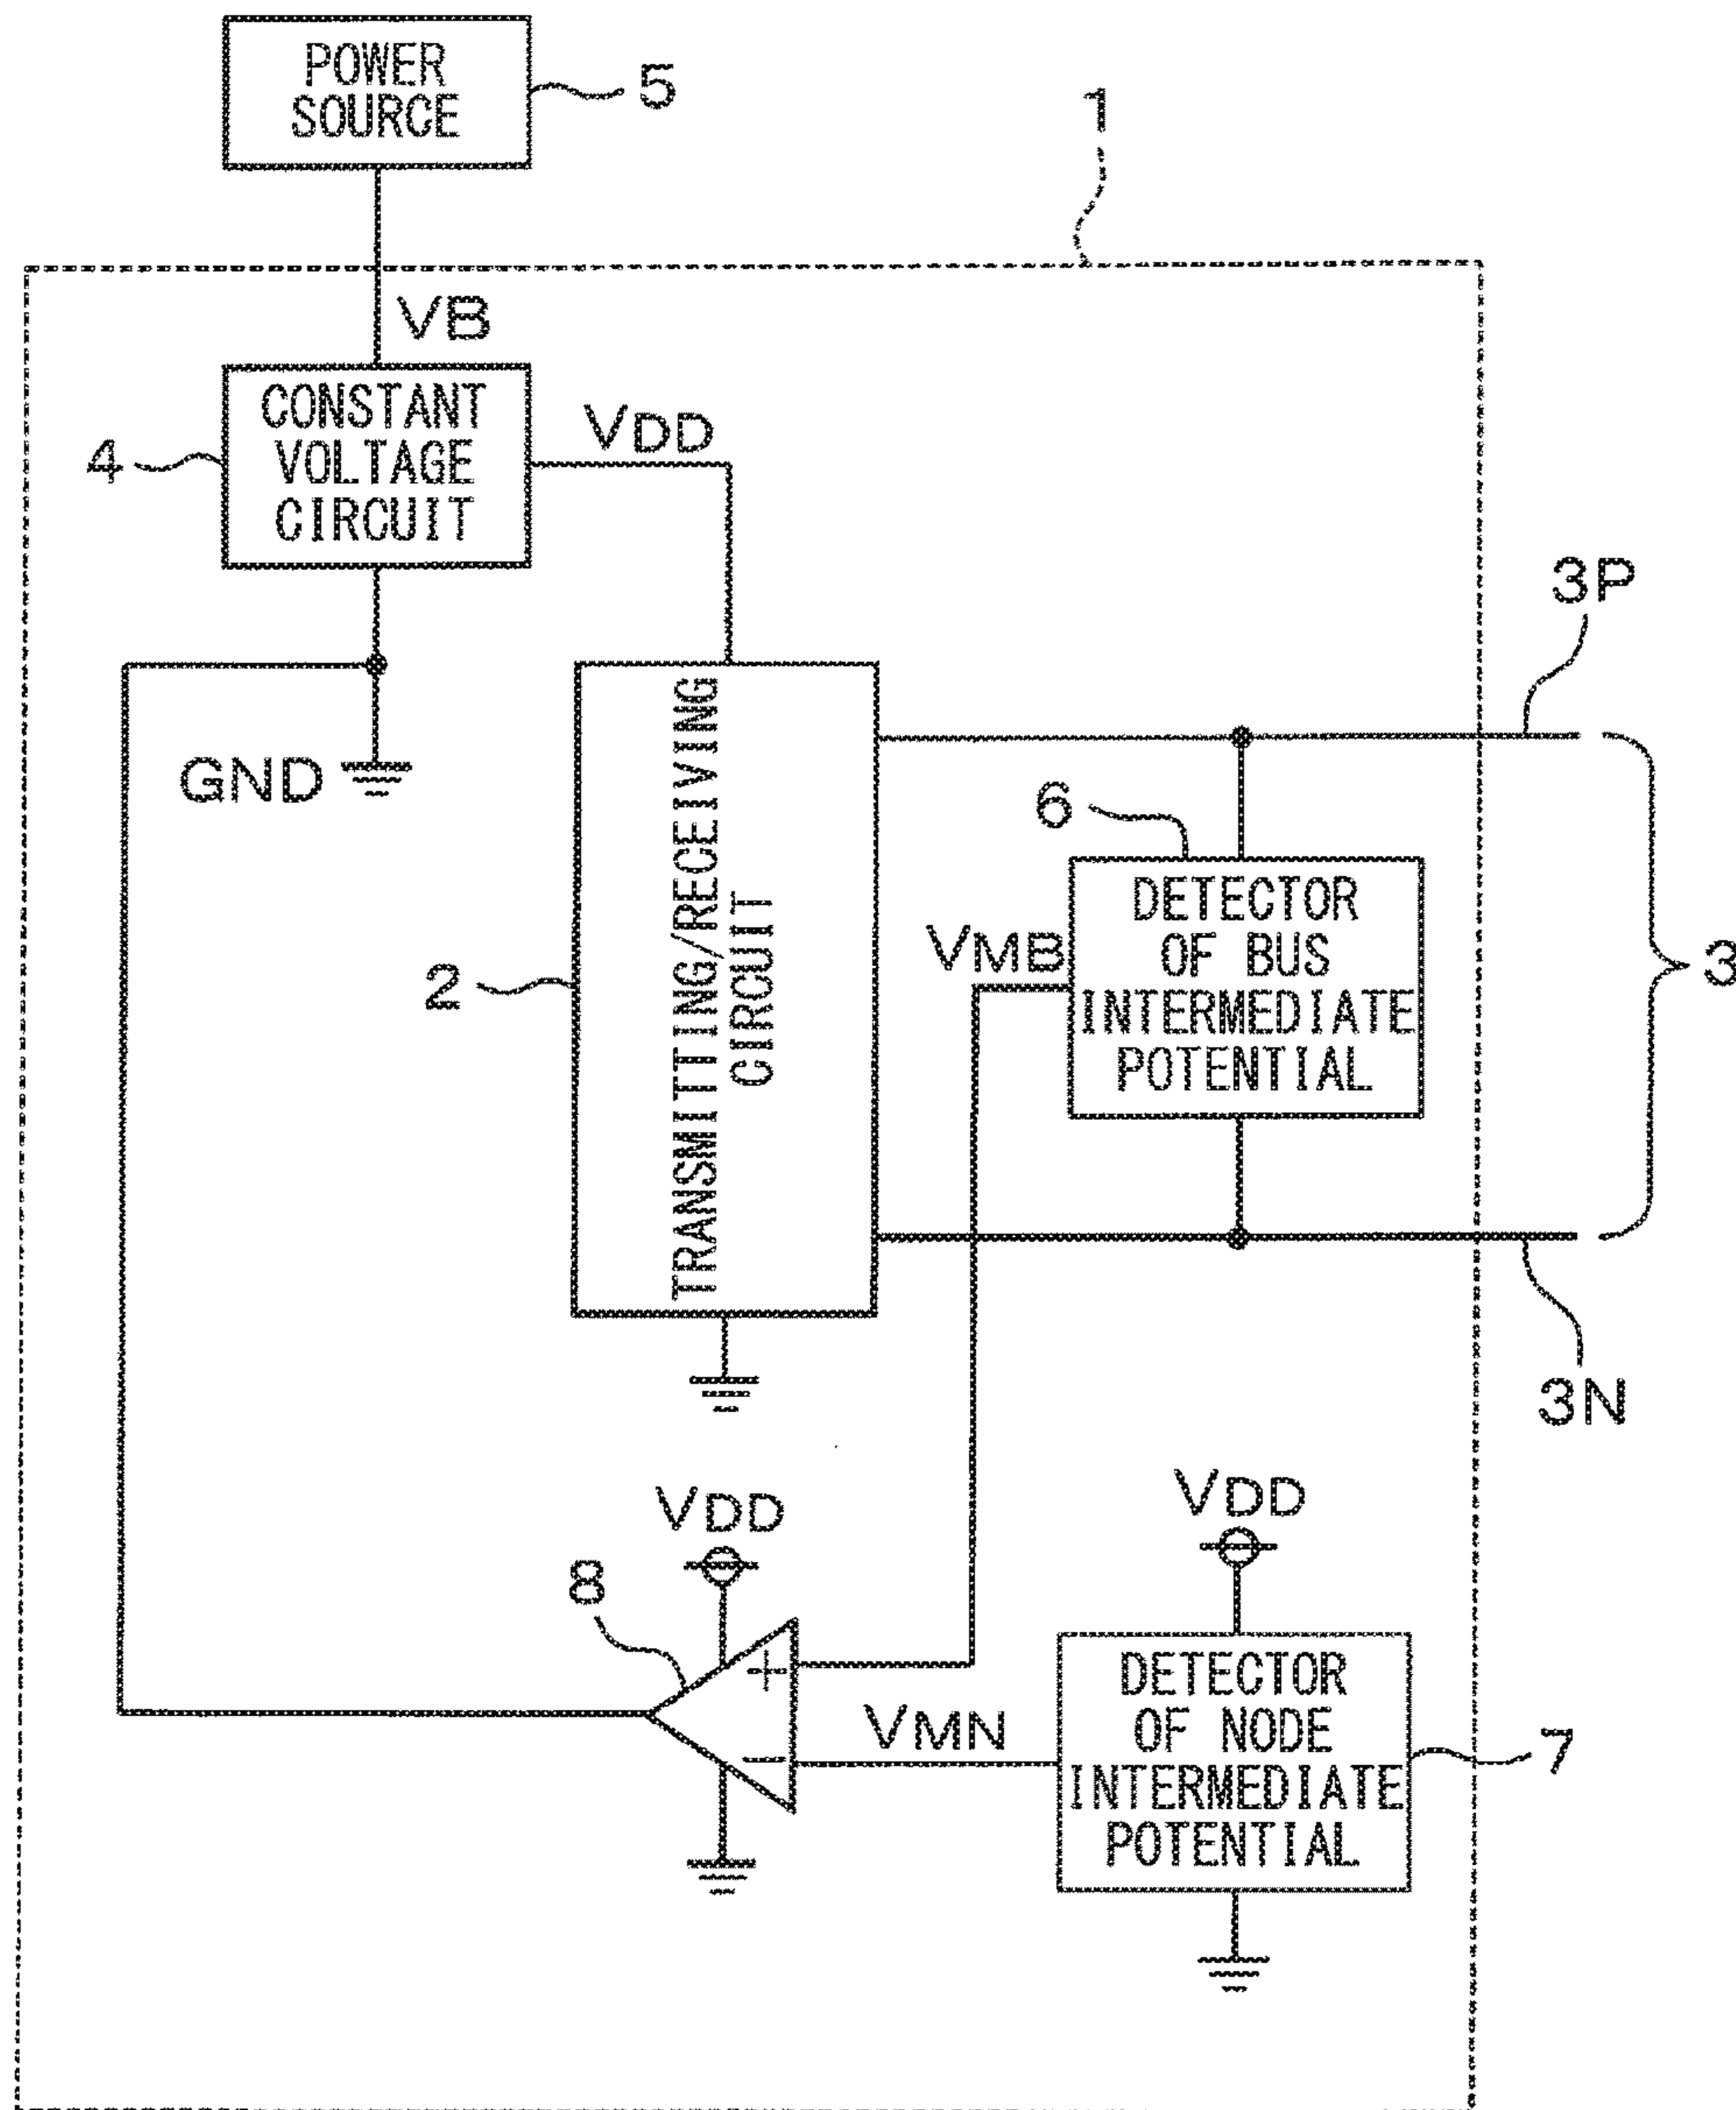 POWER
SOURCE
5
1
VB
CONSTANT
VOLTAGE
CIRCUIT
4
VDD
3P
GND
TRANSMITTING/RECEIVING
CIRCUIT
2
6
DETECTOR
OF BUS
INTERMEDIATE
POTENTIAL
VMB
3
3N
VDD
VDD
8
+
−
VMN
DETECTOR
OF NODE
INTERMEDIATE
POTENTIAL
7